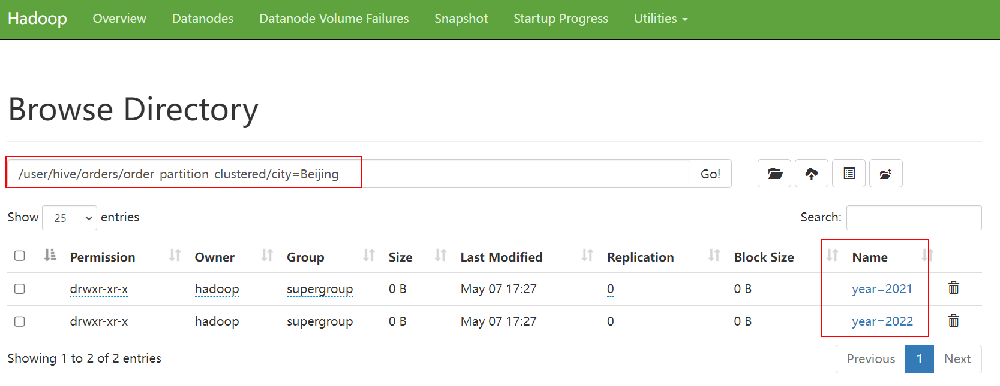 Hadoop Overview Datanodes Datanode Volume Failures Snapshot Startup Progress Utilities
Browse Directory
/user/hive/orders/order_partition_clustered/city=Beijing Go!
Show 25 entries Search:
Permission Owner Group Size Last Modified Replication Block Size Name
drwxr-xr-x hadoop supergroup 0 B May 07 17:27 0 0 B year=2021
drwxr-xr-x hadoop supergroup 0 B May 07 17:27 0 0 B year=2022
Showing 1 to 2 of 2 entries Previous 1 Next